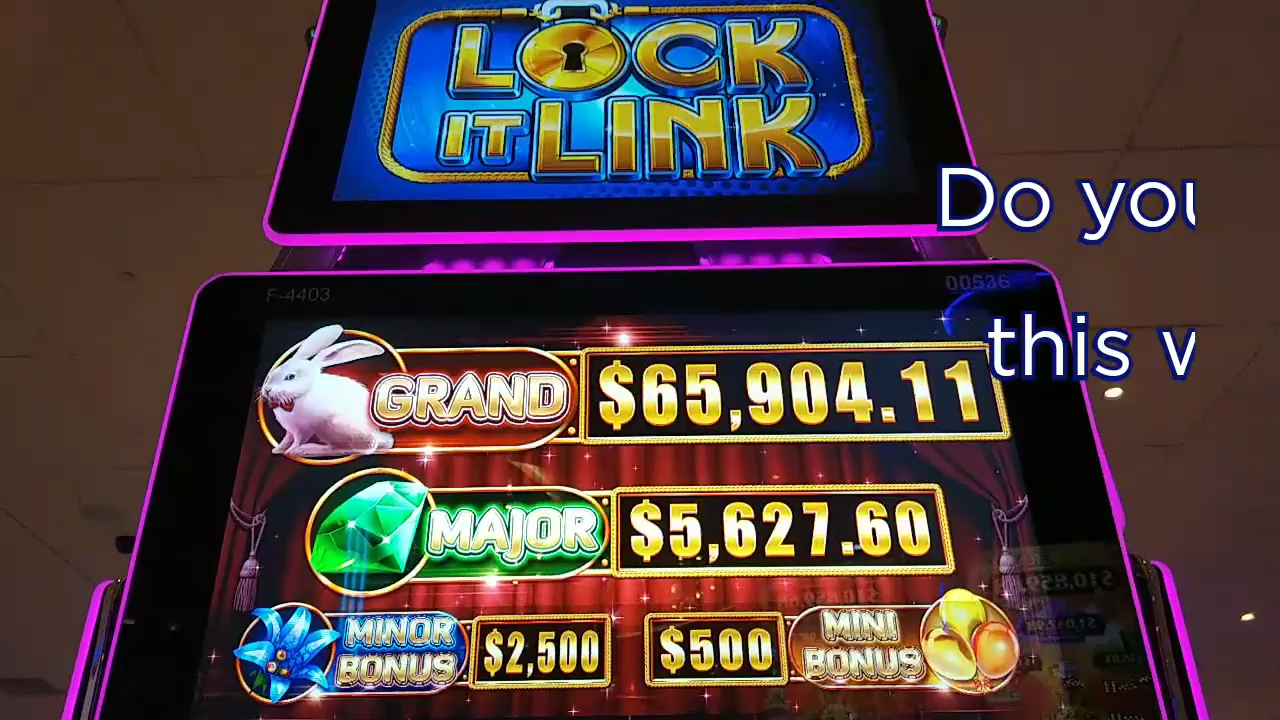 LOCK
IT LINK
Do you
this
F-4403
00536
GRAND $65,904.11
MAJOR $5,627.60
MINOR BONUS $2,500
$500 MINI BONUS